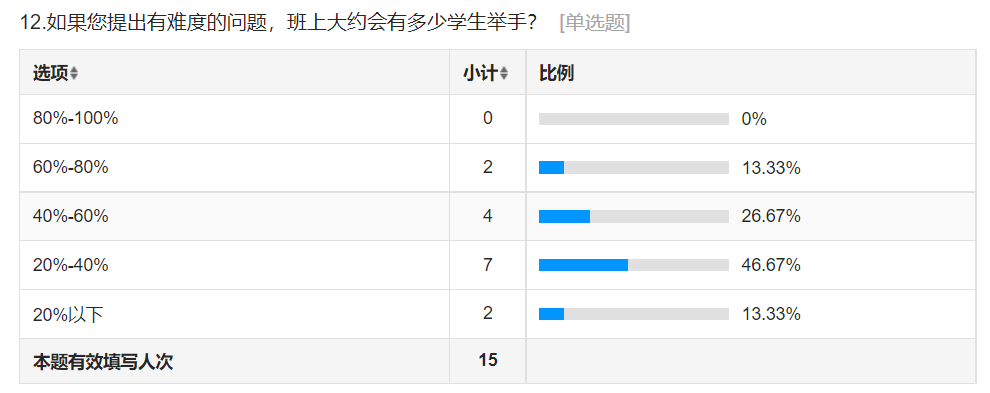 12.如果您提出有难度的问题，班上大约会有多少学生举手？ [单选题]
选项 小计 比例
80%-100% 0 0%
60%-80% 2 13.33%
40%-60% 4 26.67%
20%-40% 7 46.67%
20%以下 2 13.33%
本题有效填写人次 15